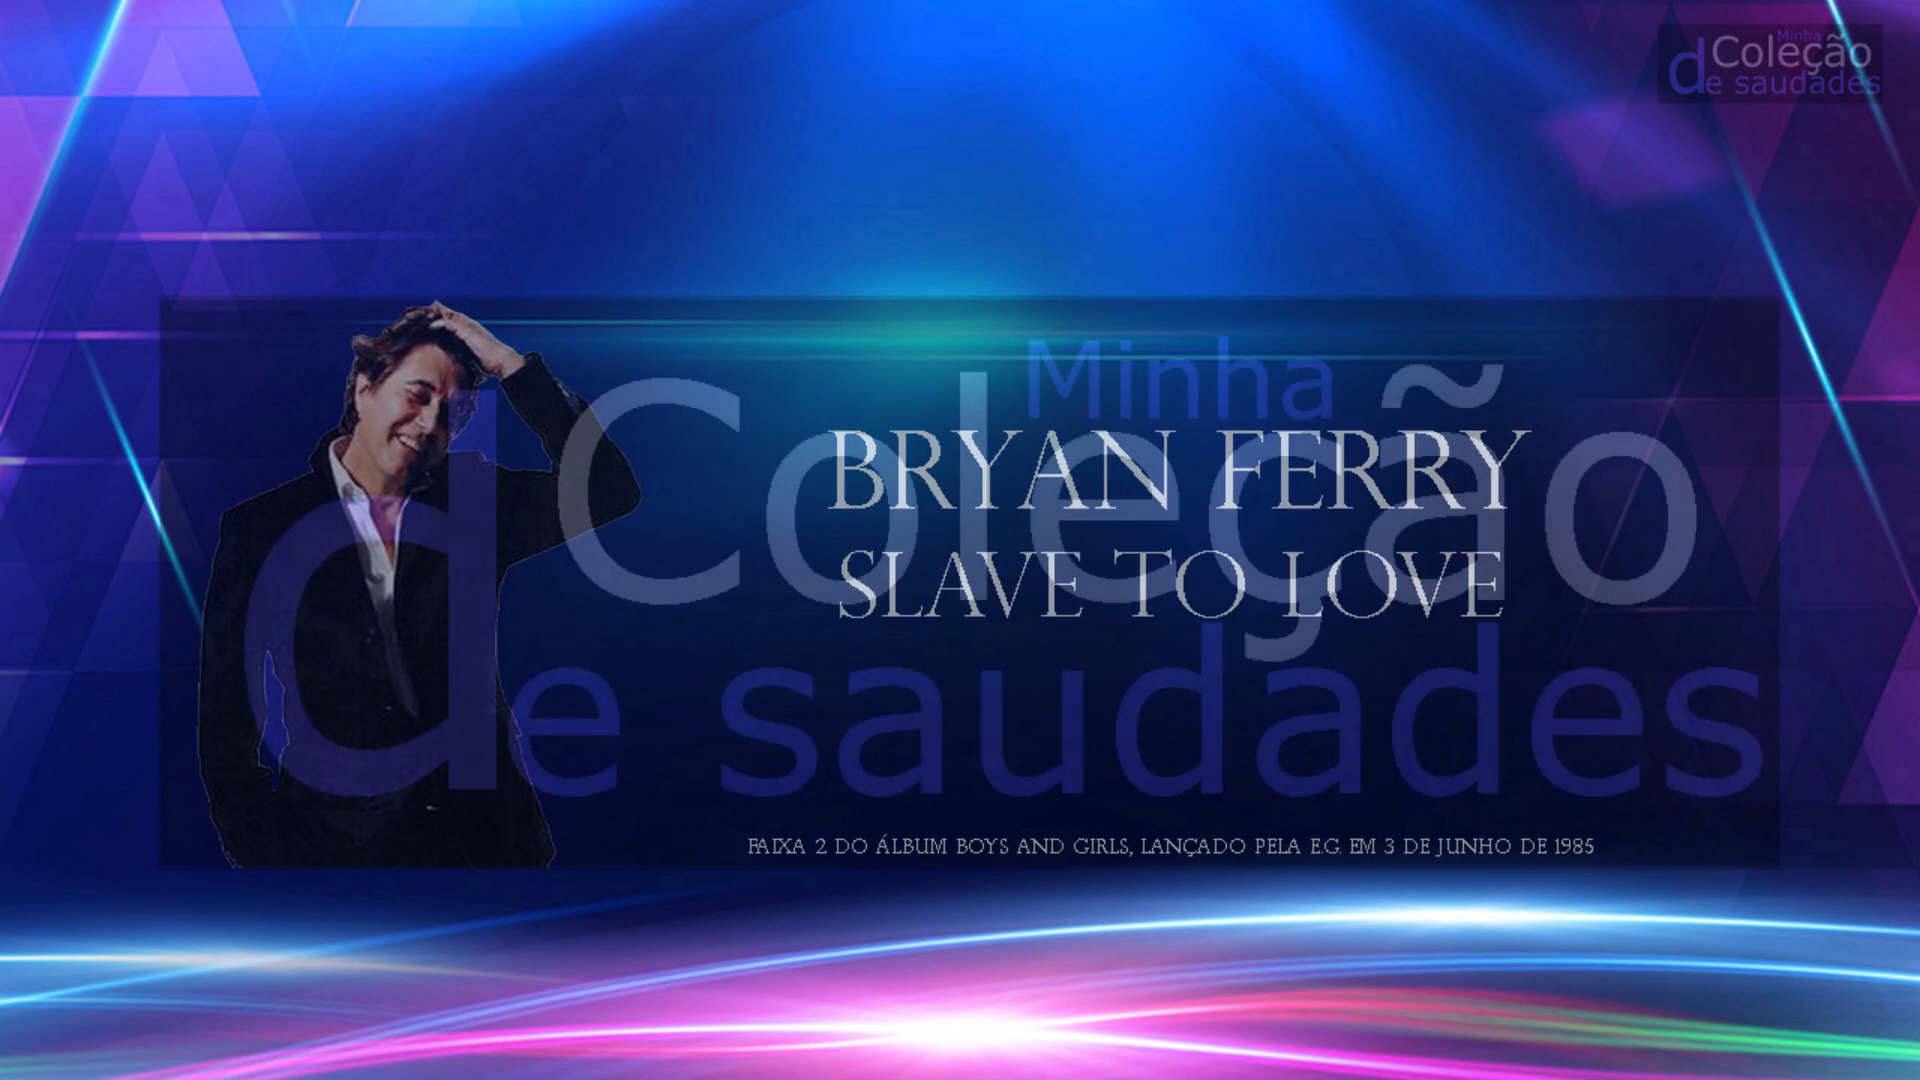 Minha
Coleção
de saudades
Minha
Coleção
BRYAN FERRY
SLAVE TO LOVE
de saudades
FAIXA 2 DO ÁLBUM BOYS AND GIRLS, LANÇADO PELA E.G. EM 3 DE JUNHO DE 1985